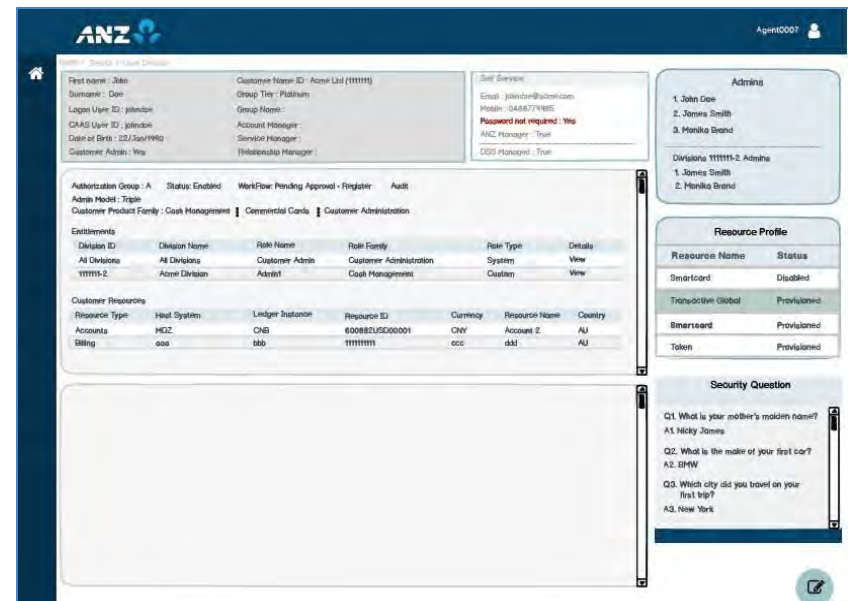 ANZ
Agent0007
First name : John
Surname : Doe
Logon User ID : johndoe
CAAS User ID : johndoe
Date of Birth : 22/Jan/1990
Customer Admin : Yes
Customer Name ID : Acme Ltd (1111111)
Group Tier : Platinum
Group Name :
Account Manager :
Service Manager :
Relationship Manager :
Self Service
Email : johndoe@acme.com
Mobile : 0466774985
Password not required : Yes
ANZ Manager : True
OSS Managed : True
Admins
1. John Doe
2. James Smith
3. Monika Brand
Divisions 1111111-2 Admins
1. James Smith
2. Monika Brand
Authorization Group : A Status: Enabled WorkFlow: Pending Approval - Register Audit
Admin Model : Triple
Customer Product Family : Cash Management | Commercial Cards | Customer Administration
Entitlements
Division ID Division Name Role Name Role Family Role Type Details
All Divisions All Divisions Customer Admin Customer Administration System View
1111111-2 Acme Division Admin1 Cash Management Custom View
Customer Resources
Resource Type Host System Ledger Instance Resource ID Currency Resource Name Country
Accounts MDZ CNB 600882USD00001 CNY Account 2 AU
Billing aaa bbb 1111111111 ccc ddd AU
Resource Profile
Resource Name Status
Smartcard Disabled
Transactive Global Provisioned
Smartcard Provisioned
Token Provisioned
Security Question
Q1. What is your mother's maiden name?
A1. Nicky James
Q2. What is the make of your first car?
A2. BMW
Q3. Which city did you travel on your
first trip?
A3. New York